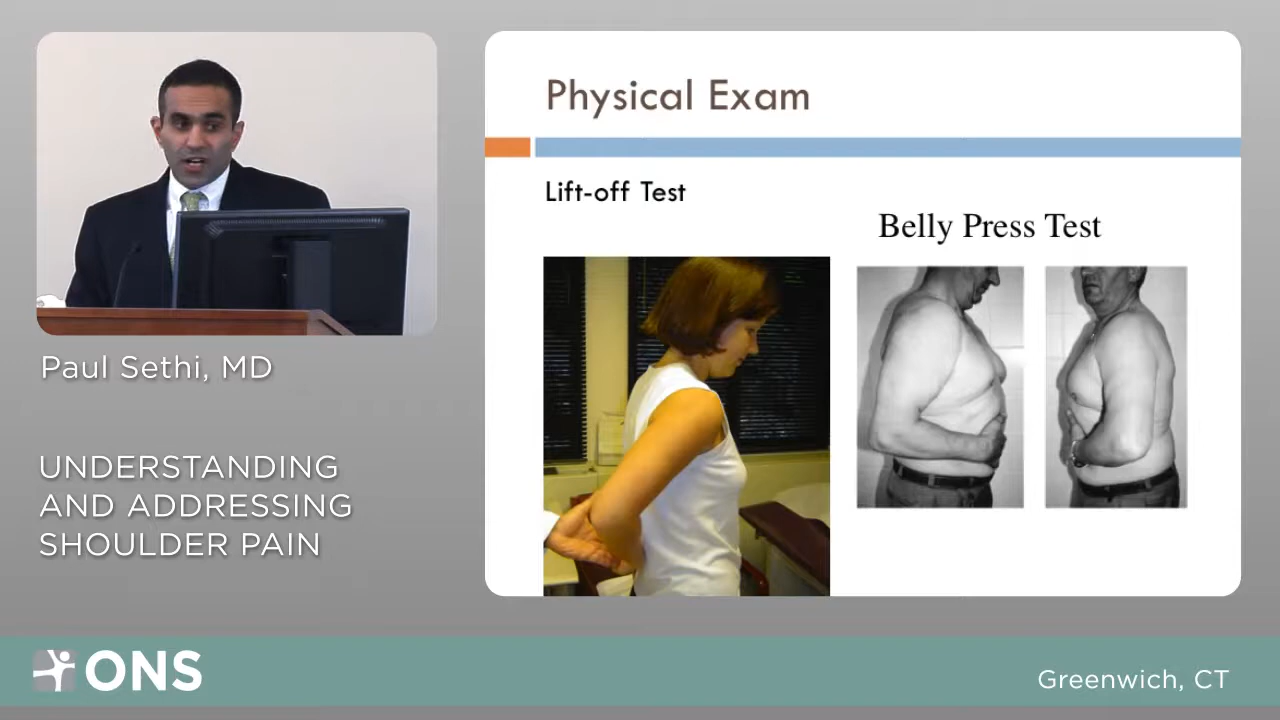 Physical Exam
Lift-off Test
Belly Press Test
Paul Sethi, MD
UNDERSTANDING
AND ADDRESSING
SHOULDER PAIN
ONS
Greenwich, CT